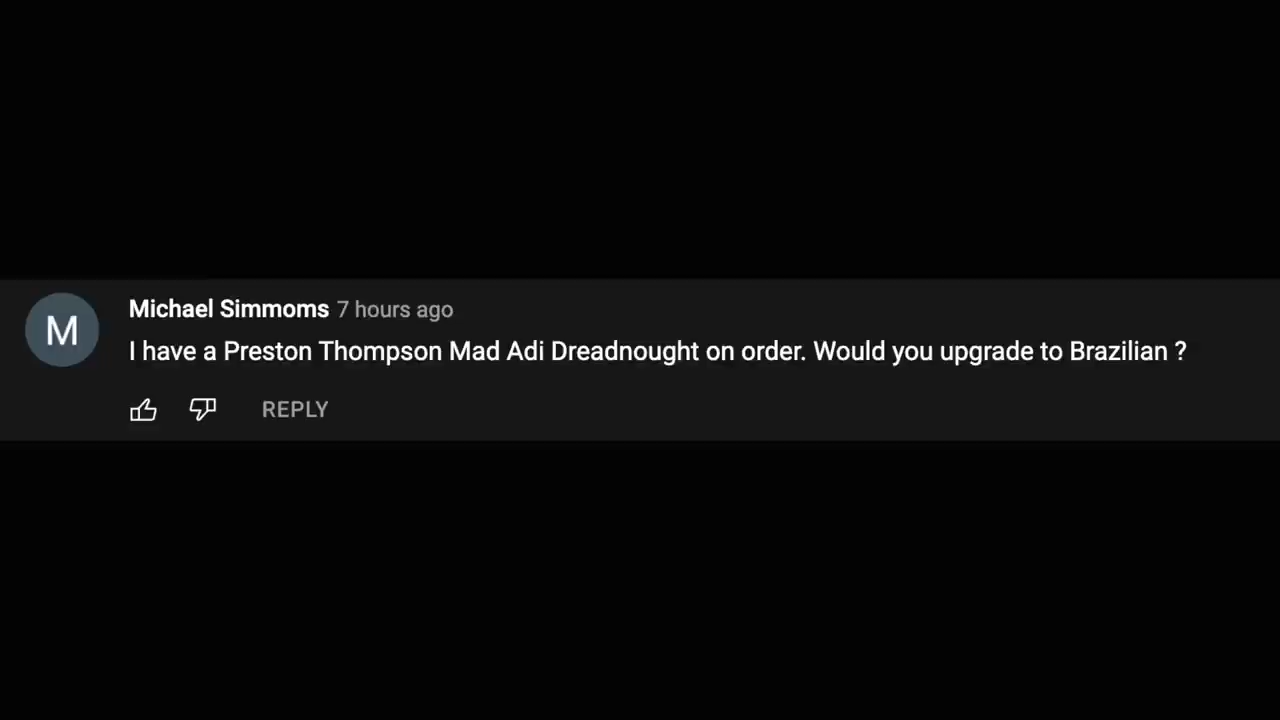 M
Michael Simmoms 7 hours ago
I have a Preston Thompson Mad Adi Dreadnought on order. Would you upgrade to Brazilian ?
REPLY